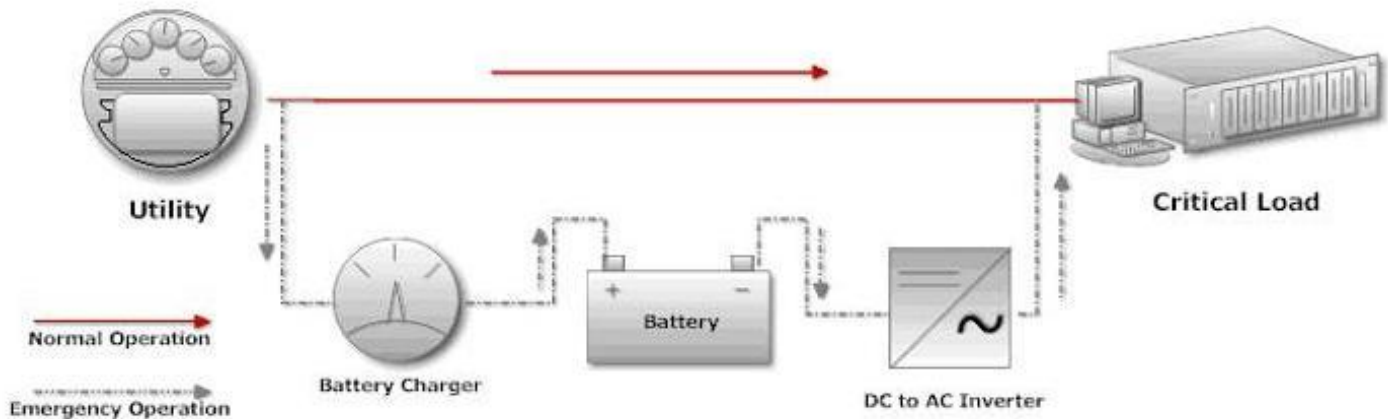 Utility
Critical Load
+
−
Battery
Normal Operation
Battery Charger
DC to AC Inverter
Emergency Operation